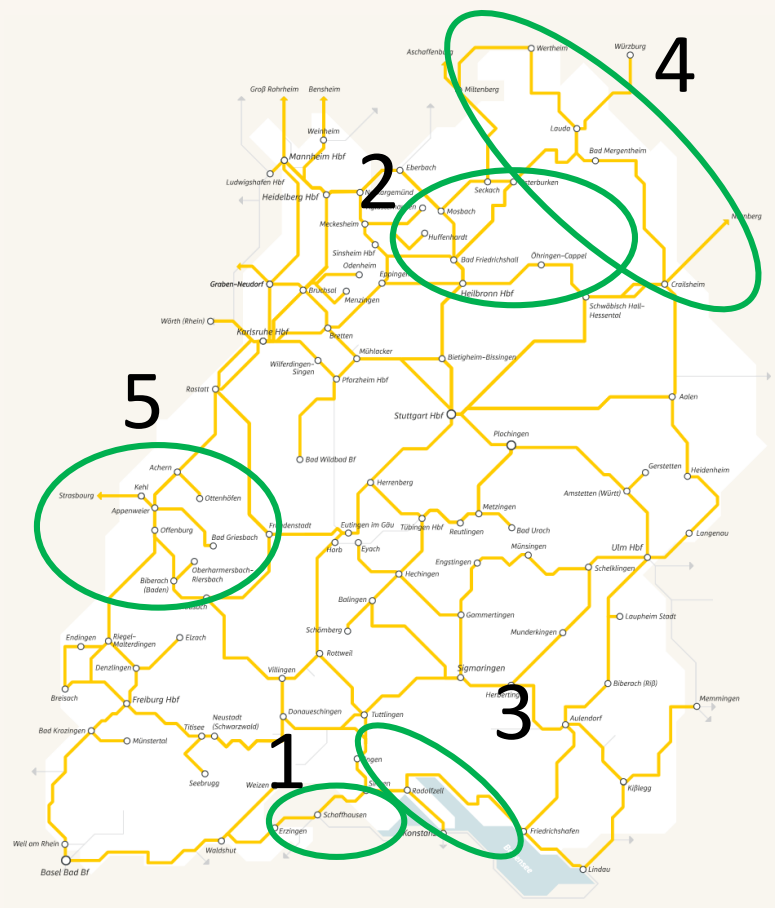 Aschaffenburg
Wertheim
Würzburg
4
Groß Rohrheim
Bensheim
Miltenberg
Weinheim
Lauda
Mannheim Hbf
2
Eberbach
Bad Mergentheim
Ludwigshafen Hbf
Heidelberg Hbf
Seckach
Mosbach
Meckesheim
Huffenhardt
Sinsheim Hbf
Odenheim
Bad Friedrichshall
Öhringen-Cappel
Eppingen
Graben-Neudorf
Bruchsal
Menzingen
Heilbronn Hbf
Crailsheim
Schwäbisch Hall-
Hessental
Wörth (Rhein)
Karlsruhe Hbf
Bretten
Mühlacker
Bietigheim-Bissingen
Wilferdingen-
Singen
Pforzheim Hbf
5
Rastatt
Aalen
Stuttgart Hbf
Plochingen
Bad Wildbad Bf
Achern
Gerstetten
Heidenheim
Herrenberg
Kehl
Strasbourg
Ottenhöfen
Amstetten (Württ)
Appenweier
Metzingen
Offenburg
Bad Griesbach
Freudenstadt
Eutingen im Gäu
Tübingen Hbf
Reutlingen
Bad Urach
Langenau
Horb
Eyach
Münsingen
Ulm Hbf
Oberharmersbach-
Riersbach
Engstingen
Schelklingen
Biberach
(Baden)
Hechingen
Balingen
Gammertingen
Laupheim Stadt
Schömberg
Munderkingen
Endingen
Riegel-
Malterdingen
Elzach
Rottweil
Denzlingen
Villingen
Sigmaringen
Biberach (Riß)
Breisach
Herbertingen
Freiburg Hbf
3
Memmingen
Donaueschingen
Tuttlingen
Aulendorf
Bad Krozingen
Titisee
Neustadt
(Schwarzwald)
Münstertal
1
Seebrugg
Weizen
Radolfzell
Kißlegg
Schaffhausen
Erzingen
Konstanz
Friedrichshafen
Weil am Rhein
Waldshut
Basel Bad Bf
Lindau